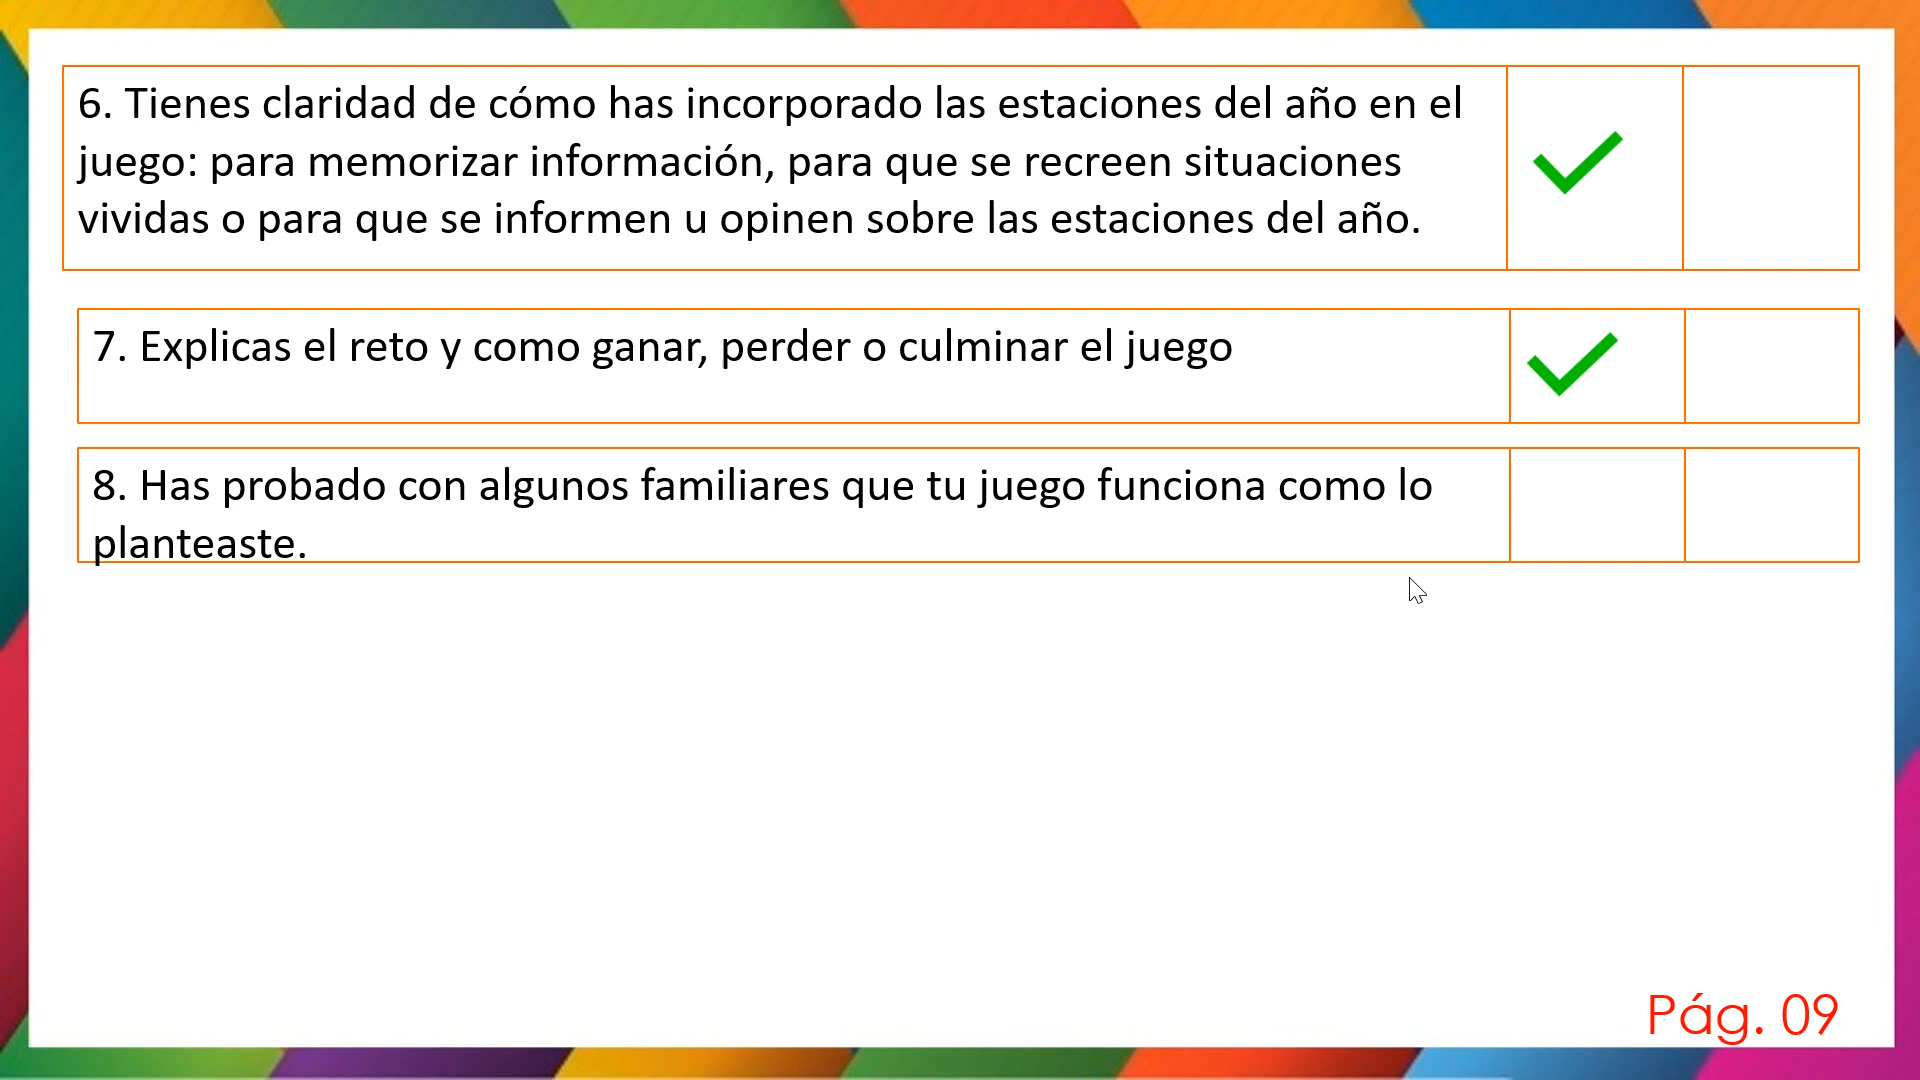 6. Tienes claridad de cómo has incorporado las estaciones del año en el
juego: para memorizar información, para que se recreen situaciones
vividas o para que se informen u opinen sobre las estaciones del año.
7. Explicas el reto y como ganar, perder o culminar el juego
8. Has probado con algunos familiares que tu juego funciona como lo
planteaste.
Pág. 09